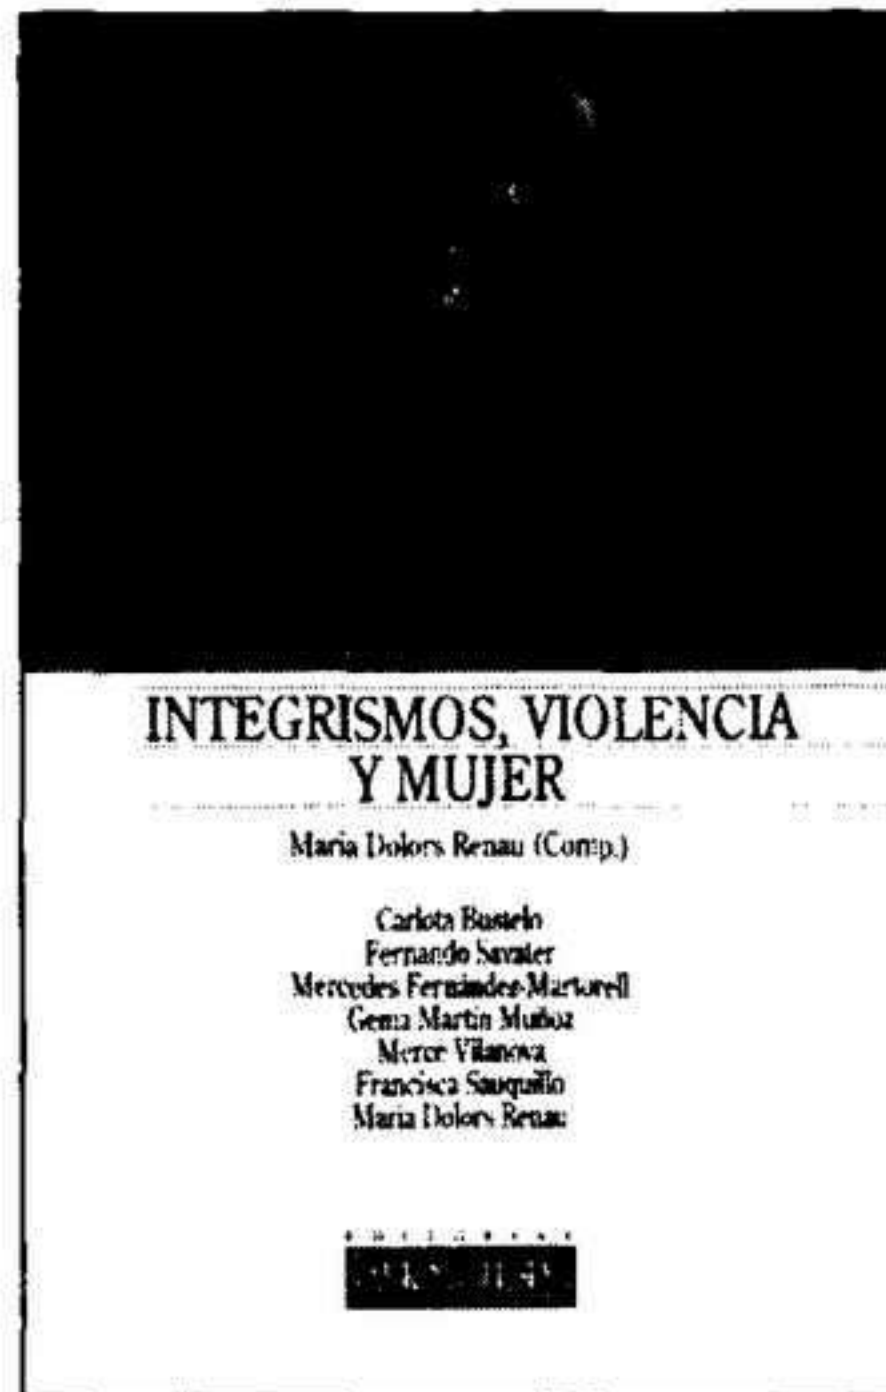 INTEGRISMOS, VIOLENCIA
Y MUJER
Maria Dolors Renau (Comp.)
Carlota Bustelo
Fernando Savater
Mercedes Fernández-Martorell
Gema Martín Muñoz
Merce Vilanova
Francisca Sauquillo
Maria Dolors Renau